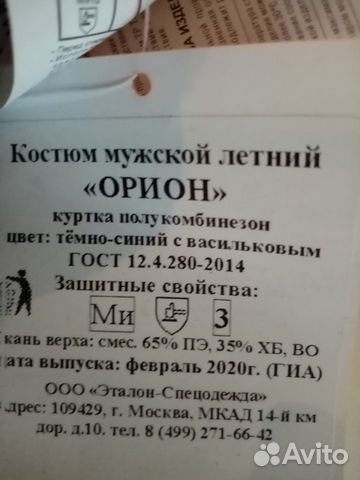 Костюм мужской летний
«ОРИОН»
куртка полукомбинезон
цвет: тёмно-синий с васильковым
ГОСТ 12.4.280-2014
Защитные свойства:
Ми З
кань верха: смес. 65% ПЭ, 35% ХБ, ВО
ата выпуска: февраль 2020г. (ГИА)
ООО «Эталон-Спецодежда»
дрес: 109429, г. Москва, МКАД 14-й км
дор. д.10. тел. 8 (499) 271-66-42
Avito